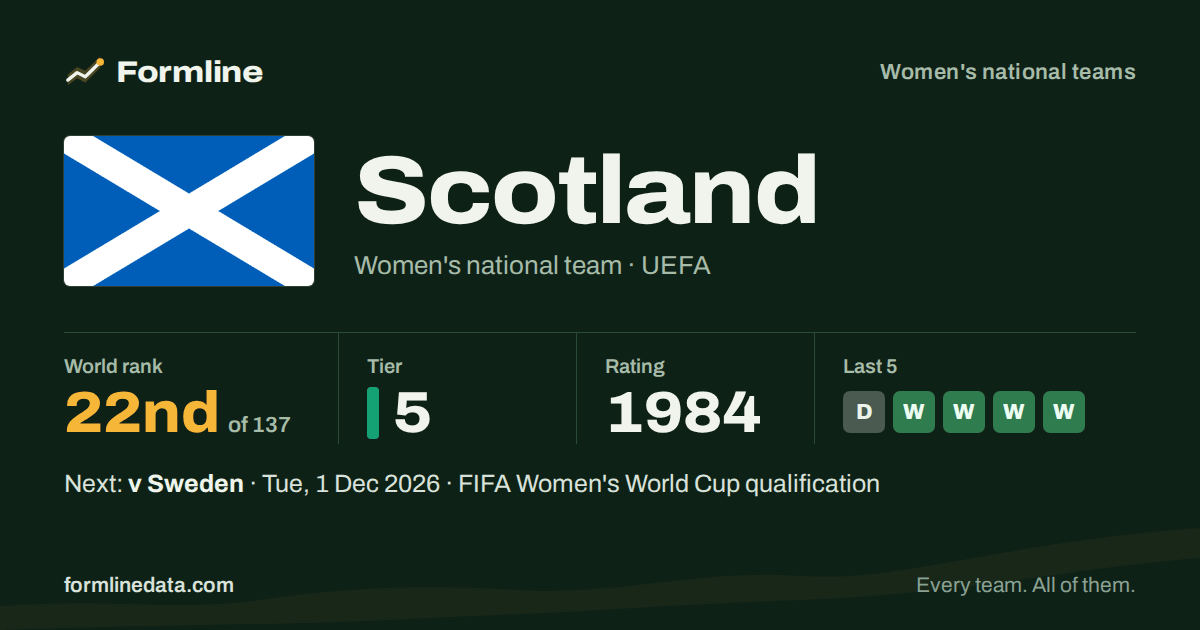 Formline
Women's national teams
Scotland
Women's national team · UEFA
World rank
22nd of 137
Tier
5
Rating
1984
Last 5
D W W W W
Next: v Sweden · Tue, 1 Dec 2026 · FIFA Women's World Cup qualification
formlinedata.com
Every team. All of them.